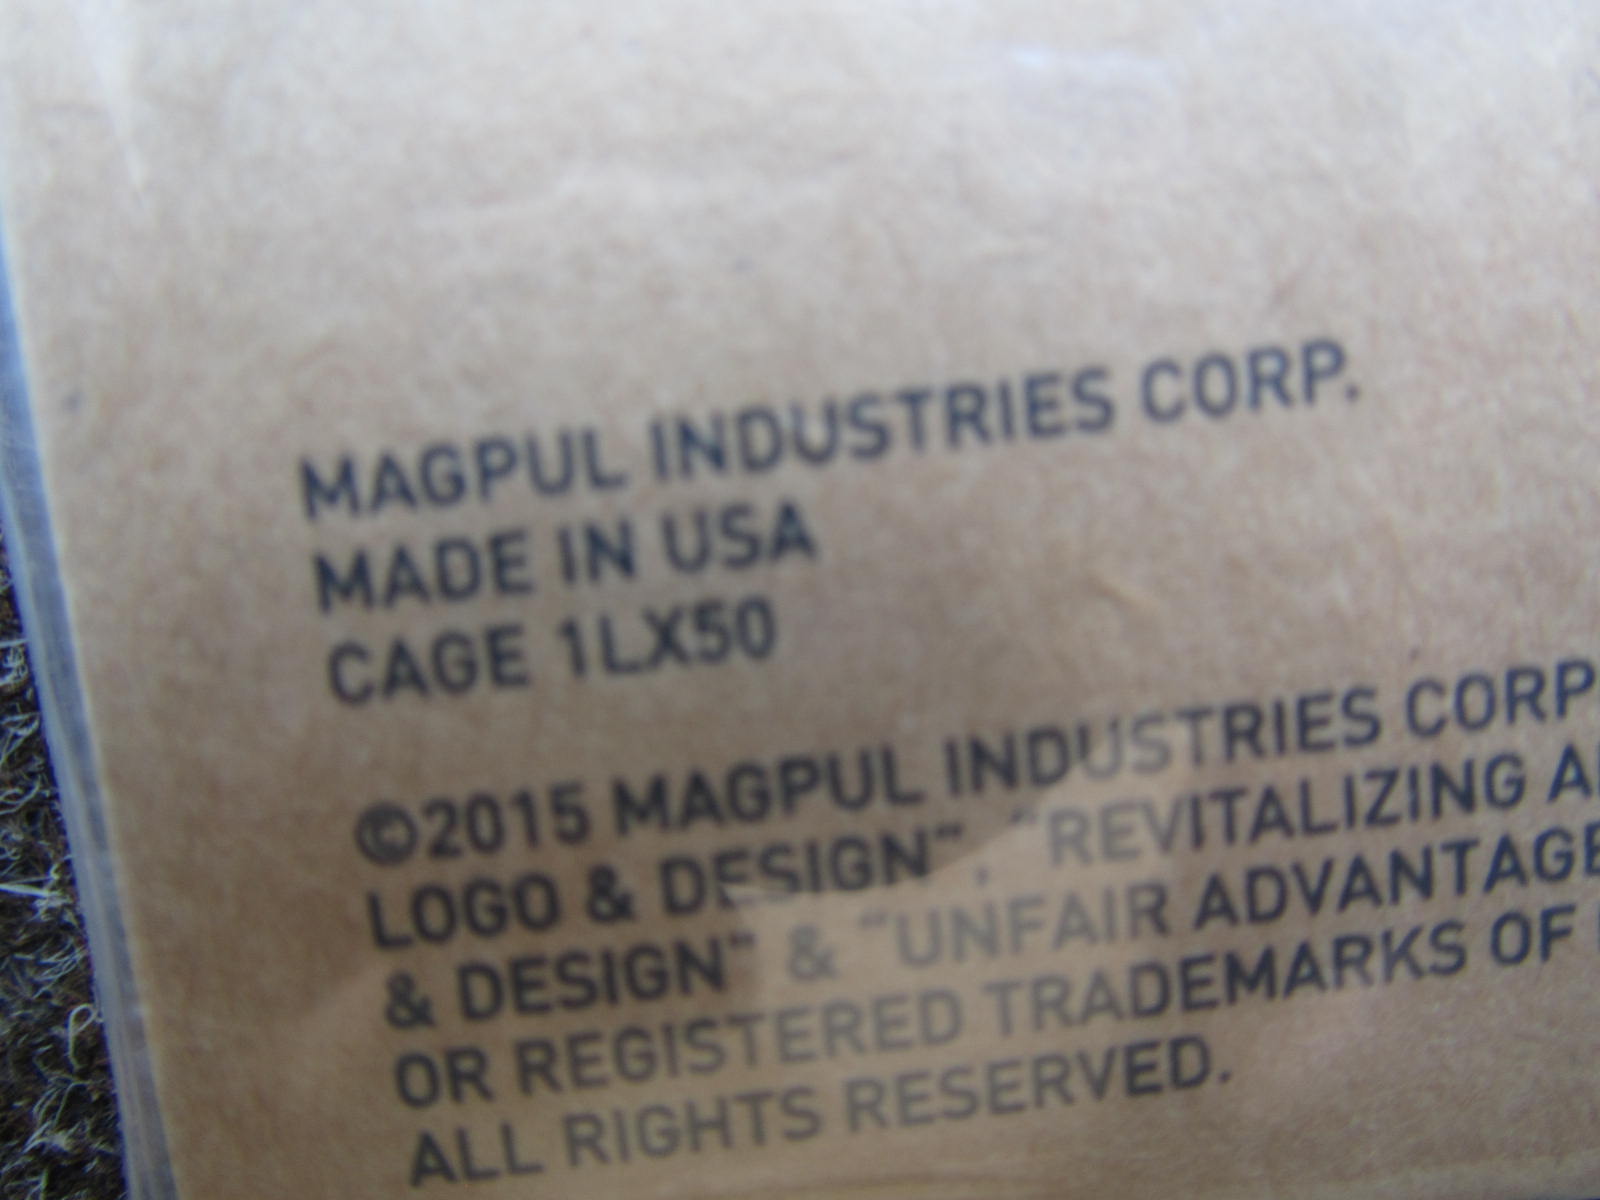 MAGPUL INDUSTRIES CORP.
MADE IN USA
CAGE 1LX50
©2015 MAGPUL INDUSTRIES CORP
LOGO & DESIGN", "REVITALIZING
& DESIGN" & "UNFAIR ADVANTAGE
OR REGISTERED TRADEMARKS OF
ALL RIGHTS RESERVED.